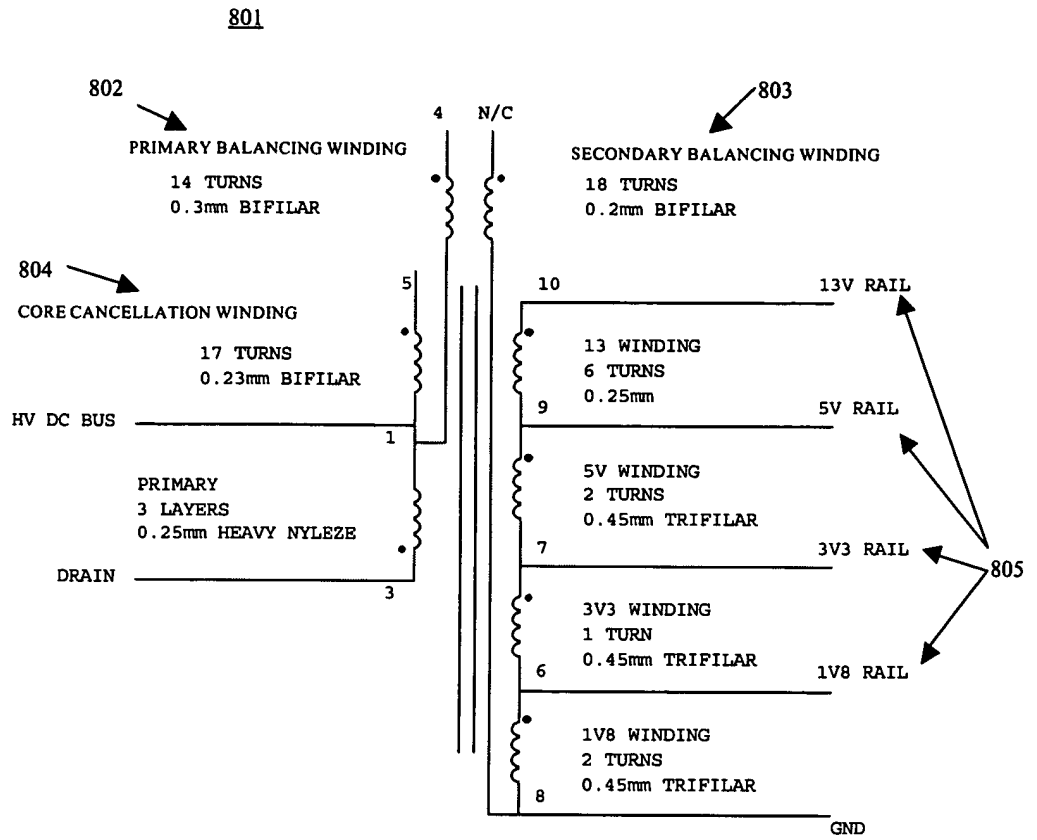 801
802
803
4 N/C
PRIMARY BALANCING WINDING
14 TURNS
0.3mm BIFILAR
SECONDARY BALANCING WINDING
18 TURNS
0.2mm BIFILAR
804
5
10
13V RAIL
CORE CANCELLATION WINDING
17 TURNS
0.23mm BIFILAR
13 WINDING
6 TURNS
0.25mm
HV DC BUS
1
9
5V RAIL
PRIMARY
3 LAYERS
0.25mm HEAVY NYLEZE
5V WINDING
2 TURNS
0.45mm TRIFILAR
DRAIN
3
7
3V3 RAIL
805
3V3 WINDING
1 TURN
0.45mm TRIFILAR
6
1V8 RAIL
1V8 WINDING
2 TURNS
0.45mm TRIFILAR
8
GND